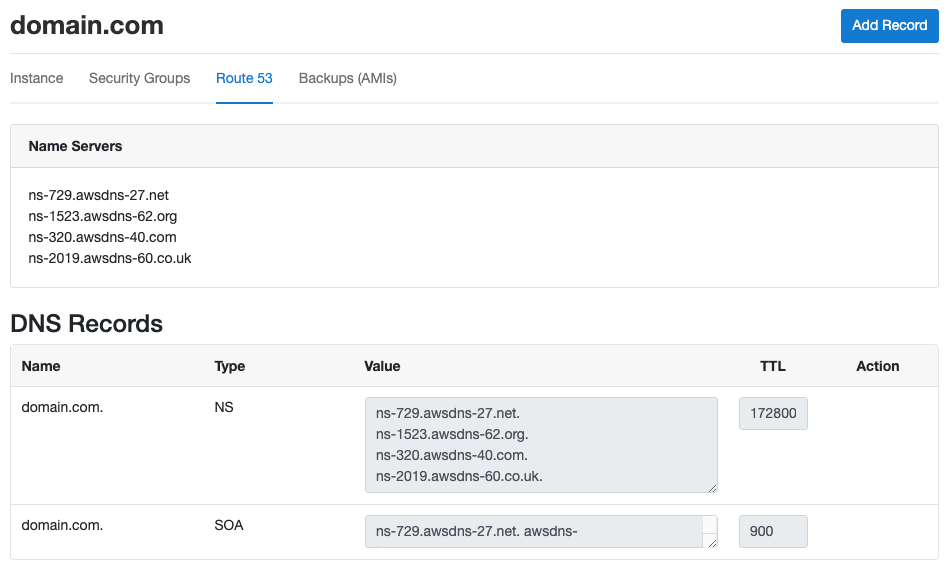 domain.com
Add Record
Instance Security Groups Route 53 Backups (AMIs)
Name Servers
ns-729.awsdns-27.net
ns-1523.awsdns-62.org
ns-320.awsdns-40.com
ns-2019.awsdns-60.co.uk
DNS Records
Name Type Value TTL Action
domain.com. NS ns-729.awsdns-27.net. 172800
ns-1523.awsdns-62.org.
ns-320.awsdns-40.com.
ns-2019.awsdns-60.co.uk.
domain.com. SOA ns-729.awsdns-27.net. awsdns- 900